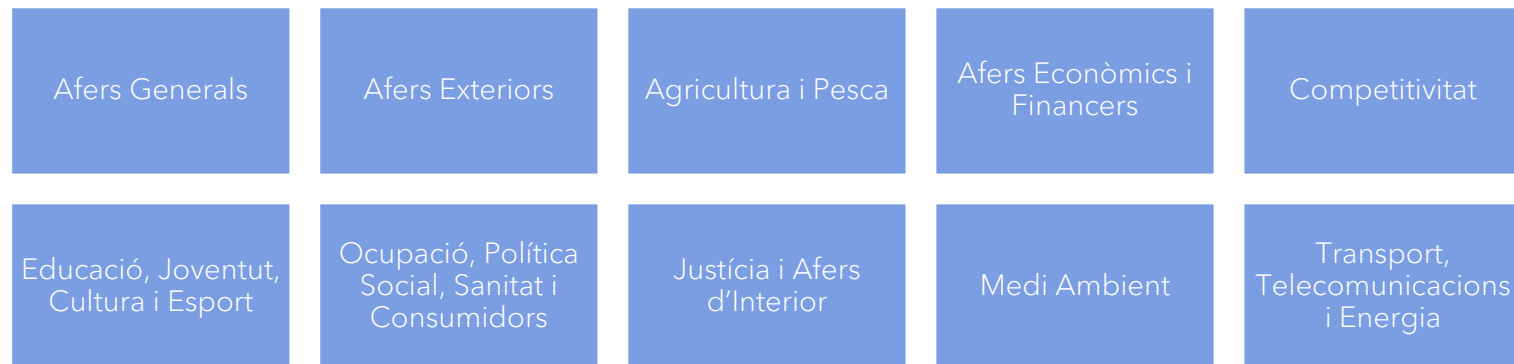 Afers Generals
Afers Exteriors
Agricultura i Pesca
Afers Econòmics i
Financers
Competitivitat
Educació, Joventut,
Cultura i Esport
Ocupació, Política
Social, Sanitat i
Consumidors
Justícia i Afers
d’Interior
Medi Ambient
Transport,
Telecomunicacions
i Energia